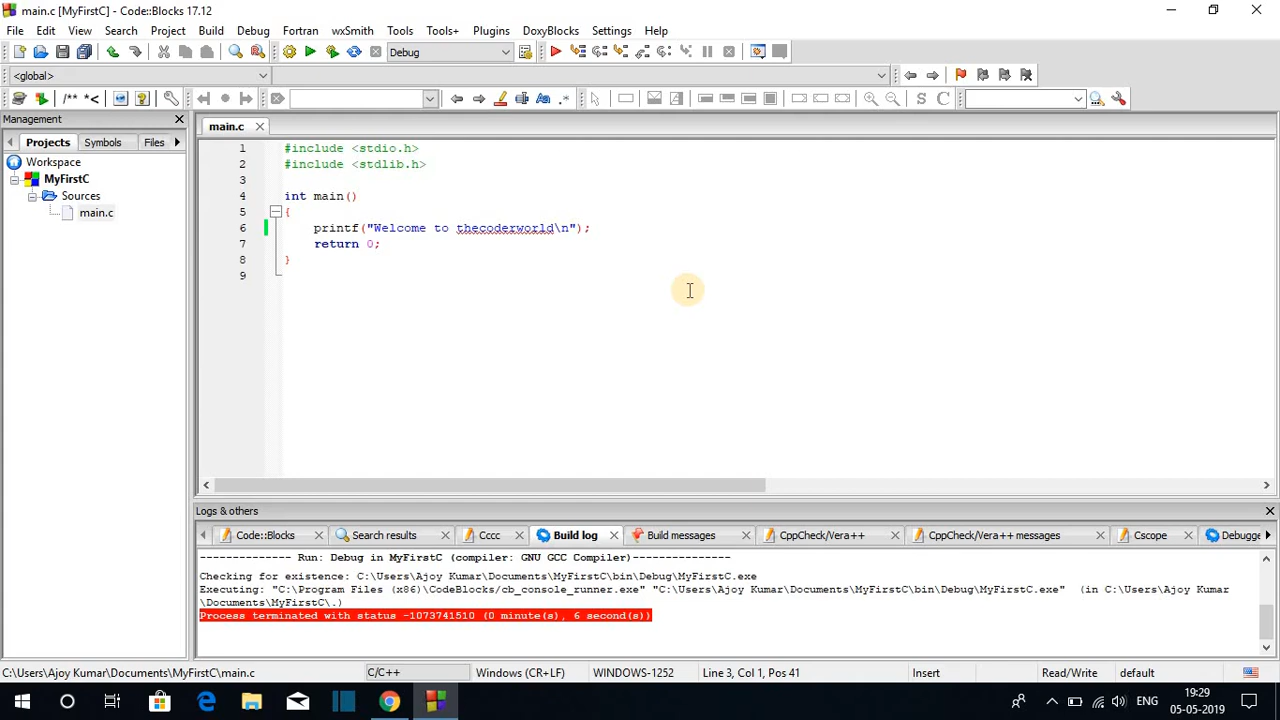 main.c [MyFirstC] - Code::Blocks 17.12
File Edit View Search Project Build Debug Fortran wxSmith Tools Tools+ Plugins DoxyBlocks Settings Help
Debug
<global>
/** *<
Aa .* S C
Management
Projects Symbols Files
Workspace
MyFirstC
Sources
main.c
main.c
1 #include <stdio.h>
2 #include <stdlib.h>
3
4 int main()
5 {
6 printf("Welcome to thecoderworld\n");
7 return 0;
8 }
9
Logs & others
Code::Blocks Search results Cccc Build log Build messages CppCheck/Vera++ CppCheck/Vera++ messages Cscope Debugge
-------------- Run: Debug in MyFirstC (compiler: GNU GCC Compiler)---------------
Checking for existence: C:\Users\Ajoy Kumar\Documents\MyFirstC\bin\Debug\MyFirstC.exe
Executing: "C:\Program Files (x86)\CodeBlocks/cb_console_runner.exe" "C:\Users\Ajoy Kumar\Documents\MyFirstC\bin\Debug\MyFirstC.exe"  (in C:\Users\Ajoy Kumar
\Documents\MyFirstC\.)
Process terminated with status -1073741510 (0 minute(s), 6 second(s))
C:\Users\Ajoy Kumar\Documents\MyFirstC\main.c C/C++ Windows (CR+LF) WINDOWS-1252 Line 3, Col 1, Pos 41 Insert Read/Write default
ENG
19:29
05-05-2019